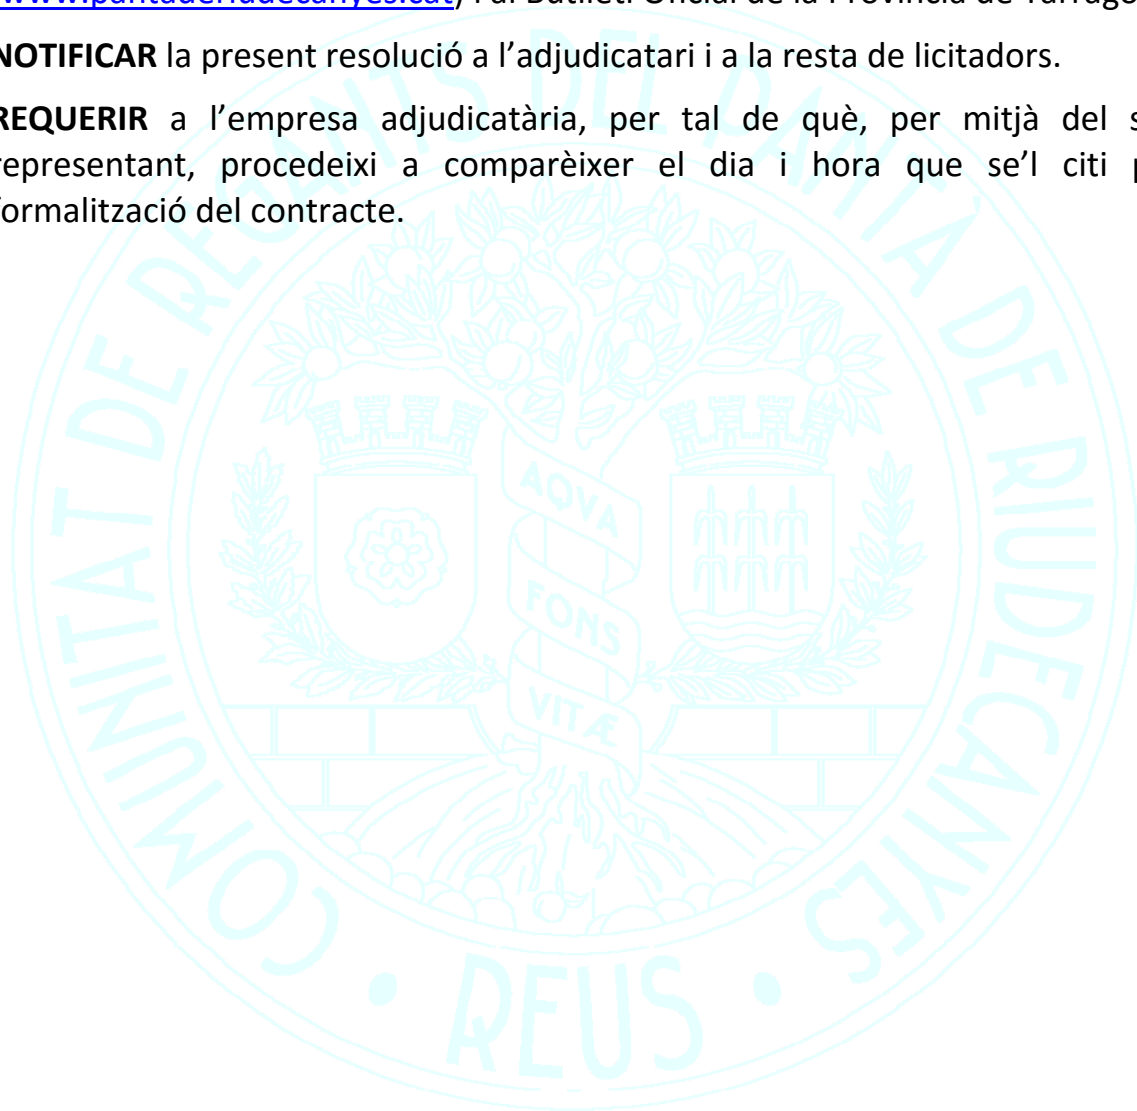 www.pantaderiudecanyes.cat) i al Butlletí Oficial de la Província de Tarrago
NOTIFICAR la present resolució a l’adjudicatari i a la resta de licitadors.
REQUERIR a l’empresa adjudicatària, per tal de què, per mitjà del s
representant, procedeixi a comparèixer el dia i hora que se’l citi p
formalització del contracte.
COMUNITAT DE REGANTS DEL PANTÀ DE RIUDECANYES
• REUS •
AQVA
FONS
VITÆ